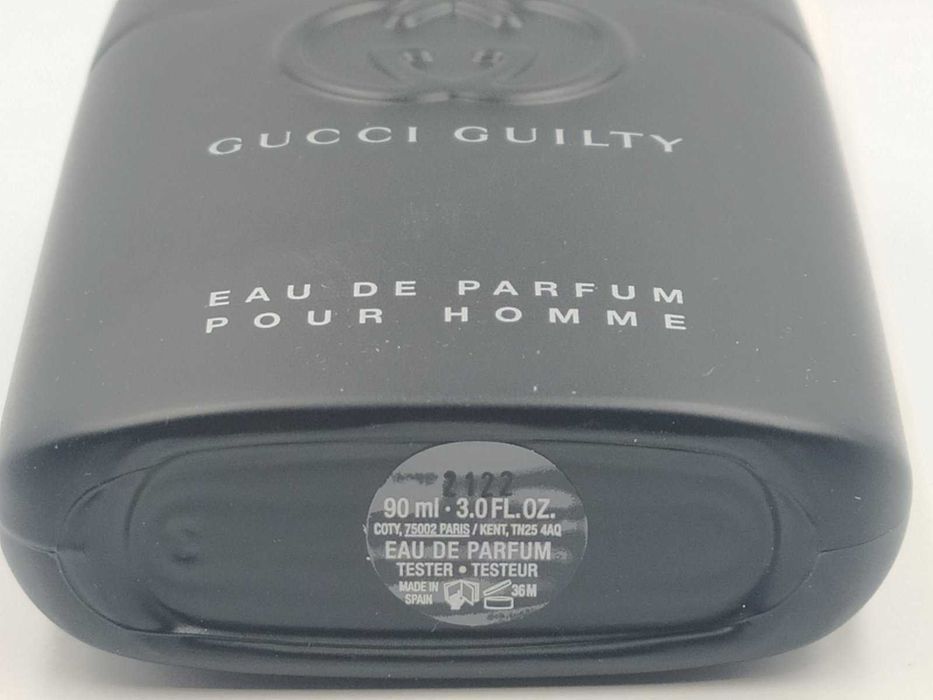 GUCCI GUILTY
EAU DE PARFUM
POUR HOMME
2122
90 ml · 3.0 FL. OZ.
COTY, 75002 PARIS / KENT, TN25 4AQ
EAU DE PARFUM
TESTER • TESTEUR
MADE IN
SPAIN
36 M